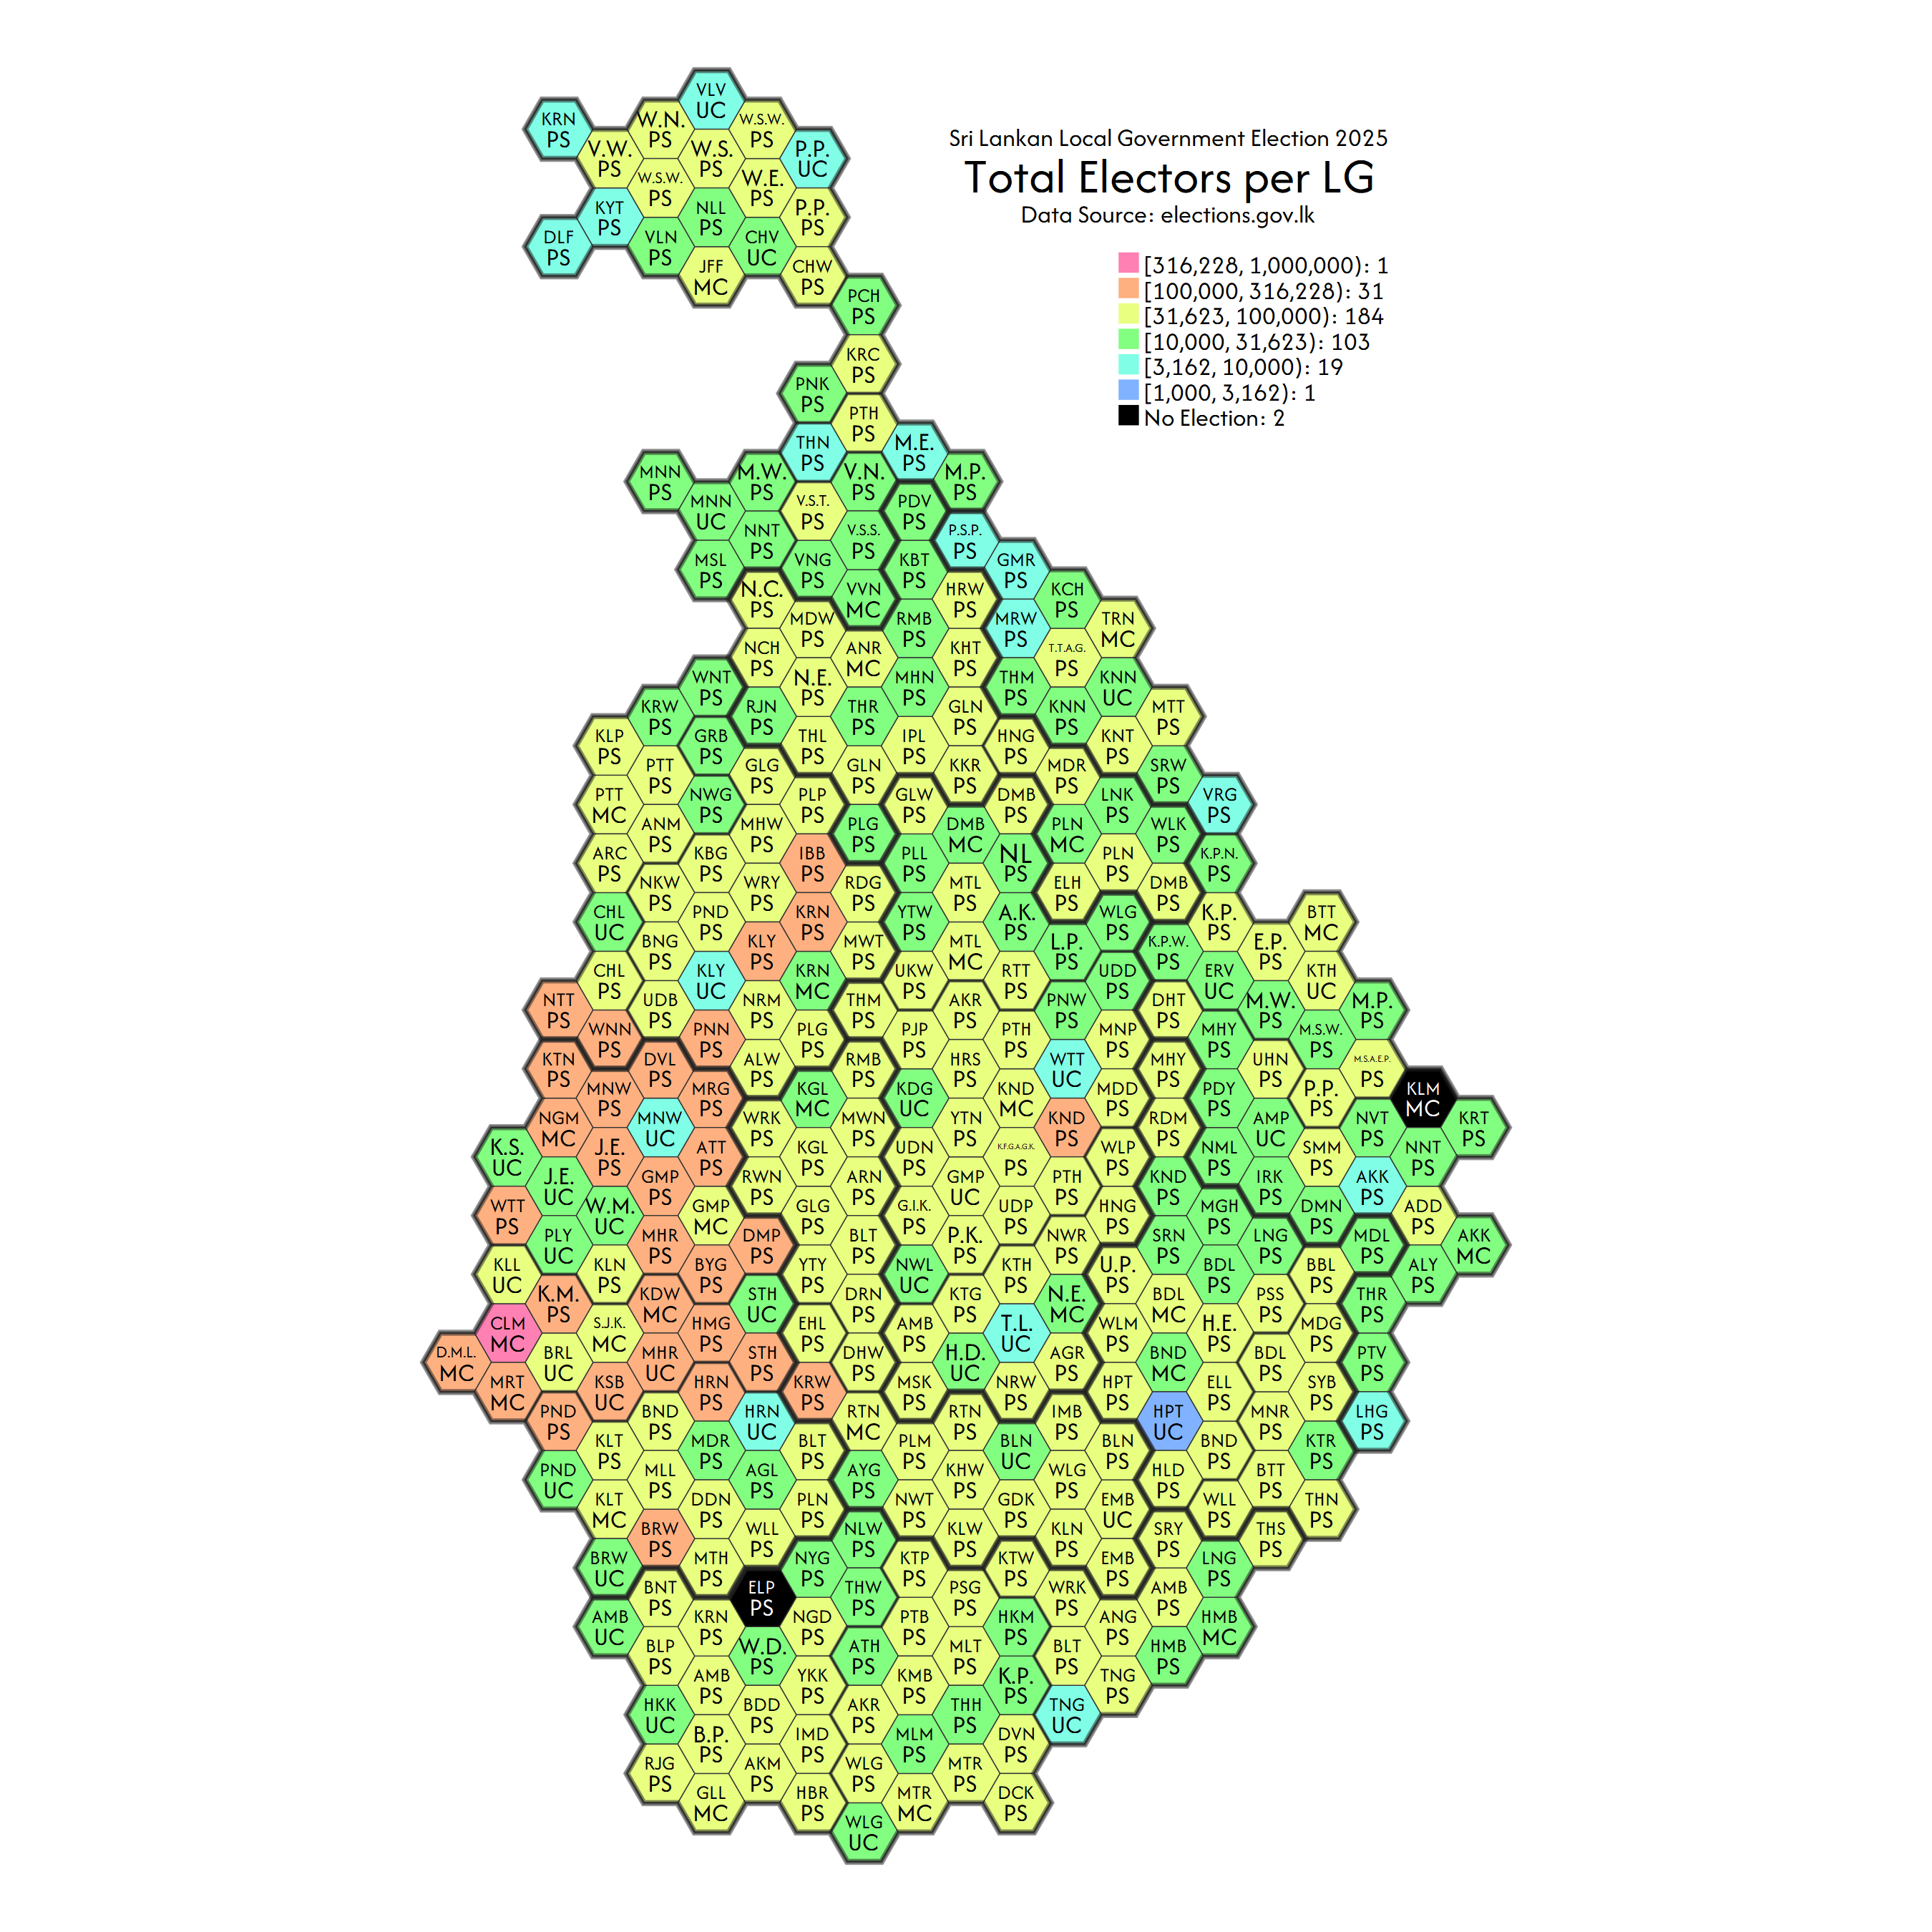 Sri Lankan Local Government Election 2025
Total Electors per LG
Data Source: elections.gov.lk
[316,228, 1,000,000): 1
[100,000, 316,228): 31
[31,623, 100,000): 184
[10,000, 31,623): 103
[3,162, 10,000): 19
[1,000, 3,162): 1
No Election: 2
VLV
UC
KRN W.N. W.S.W.
PS PS PS
V.W. W.S. P.P.
PS PS UC
W.S.W. W.E.
PS PS
KYT NLL P.P.
PS PS PS
DLF VLN CHV
PS PS UC
JFF CHW
MC PS
PCH
PS
KRC
PS
PNK
PS
PTH
PS
THN M.E.
PS PS
MNN M.W. V.N. M.P.
PS PS PS PS
MNN V.S.T. PDV
UC PS PS
NNT V.S.S. P.S.P.
PS PS PS
MSL VNG KBT GMR
PS PS PS PS
N.C. VVN HRW KCH
PS MC PS PS
MDW RMB MRW TRN
PS PS PS MC
NCH ANR KHT T.T.A.G.
PS MC PS PS
WNT N.E. MHN THM KNN
PS PS PS PS UC
KRW RJN THR GLN KNN MTT
PS PS PS PS PS PS
KLP GRB THL IPL HNG KNT
PS PS PS PS PS PS
PTT GLG GLN KKR MDR SRW
PS PS PS PS PS PS
PTT NWG PLP GLW DMB LNK VRG
MC PS PS PS PS PS PS
ANM MHW PLG DMB PLN WLK
PS PS PS MC MC PS
ARC KBG IBB PLL NL PLN K.P.N.
PS PS PS PS PS PS PS
NKW WRY RDG MTL ELH DMB
PS PS PS PS PS PS
CHL PND KRN YTW A.K. WLG K.P. BTT
UC PS PS PS PS PS PS MC
BNG KLY MWT MTL L.P. K.P.W. E.P.
PS PS PS MC PS PS PS
CHL KLY KRN UKW RTT UDD ERV KTH
PS UC MC PS PS PS UC UC
NTT UDB NRM THM AKR PNW DHT M.W. M.P.
PS PS PS PS PS PS PS PS PS
WNN PNN PLG PJP PTH MNP MHY M.S.W.
PS PS PS PS PS PS PS PS
KTN DVL ALW RMB HRS WTT MHY UHN M.S.A.E.P.
PS PS PS PS PS UC PS PS PS
MNW MRG KGL KDG KND MDD PDY P.P. KLM
PS PS MC UC MC PS PS PS MC
NGM MNW WRK MWN YTN KND RDM AMP NVT KRT
MC UC PS PS PS PS PS UC PS PS
K.S. J.E. ATT KGL UDN K.F.G.A.G.K. WLP NML SMM NNT
UC PS PS PS PS PS PS PS PS PS
J.E. GMP RWN ARN GMP PTH KND IRK AKK
UC PS PS PS UC PS PS PS PS
WTT W.M. GMP GLG G.I.K. UDP HNG MGH DMN ADD
PS UC MC PS PS PS PS PS PS PS
PLY MHR DMP BLT P.K. NWR SRN LNG MDL AKK
UC PS PS PS PS PS PS PS PS MC
KLL KLN BYG YTY NWL KTH U.P. BDL BBL ALY
UC PS PS PS UC PS PS PS PS PS
K.M. KDW STH DRN KTG N.E. BDL PSS THR
PS MC UC PS PS MC MC PS PS
CLM S.J.K. HMG EHL AMB T.L. WLM H.E. MDG
MC MC PS PS PS UC PS PS PS
D.M.L. BRL MHR STH DHW H.D. AGR BND BDL PTV
MC UC UC PS PS UC PS MC PS PS
MRT KSB HRN KRW MSK NRW HPT ELL SYB
MC UC PS PS PS PS PS PS PS
PND BND HRN RTN RTN IMB HPT MNR LHG
PS PS UC MC PS PS UC PS PS
KLT MDR BLT PLM BLN BLN BND KTR
PS PS PS PS UC PS PS PS
PND MLL AGL AYG KHW WLG HLD BTT
UC PS PS PS PS PS PS PS
KLT DDN PLN NWT GDK EMB WLL THN
MC PS PS PS PS UC PS PS
BRW WLL NLW KLW KLN SRY THS
PS PS PS PS PS PS PS
BRW MTH NYG KTP KTW EMB LNG
UC PS PS PS PS PS PS
BNT ELP THW PSG WRK AMB
PS PS PS PS PS PS
AMB KRN NGD PTB HKM ANG HMB
UC PS PS PS PS PS MC
BLP W.D. ATH MLT BLT HMB
PS PS PS PS PS PS
AMB YKK KMB K.P. TNG
PS PS PS PS PS
HKK BDD AKR THH TNG
UC PS PS PS UC
B.P. IMD MLM DVN
PS PS PS PS
RJG AKM WLG MTR
PS PS PS PS
GLL HBR MTR DCK
MC PS MC PS
WLG
UC